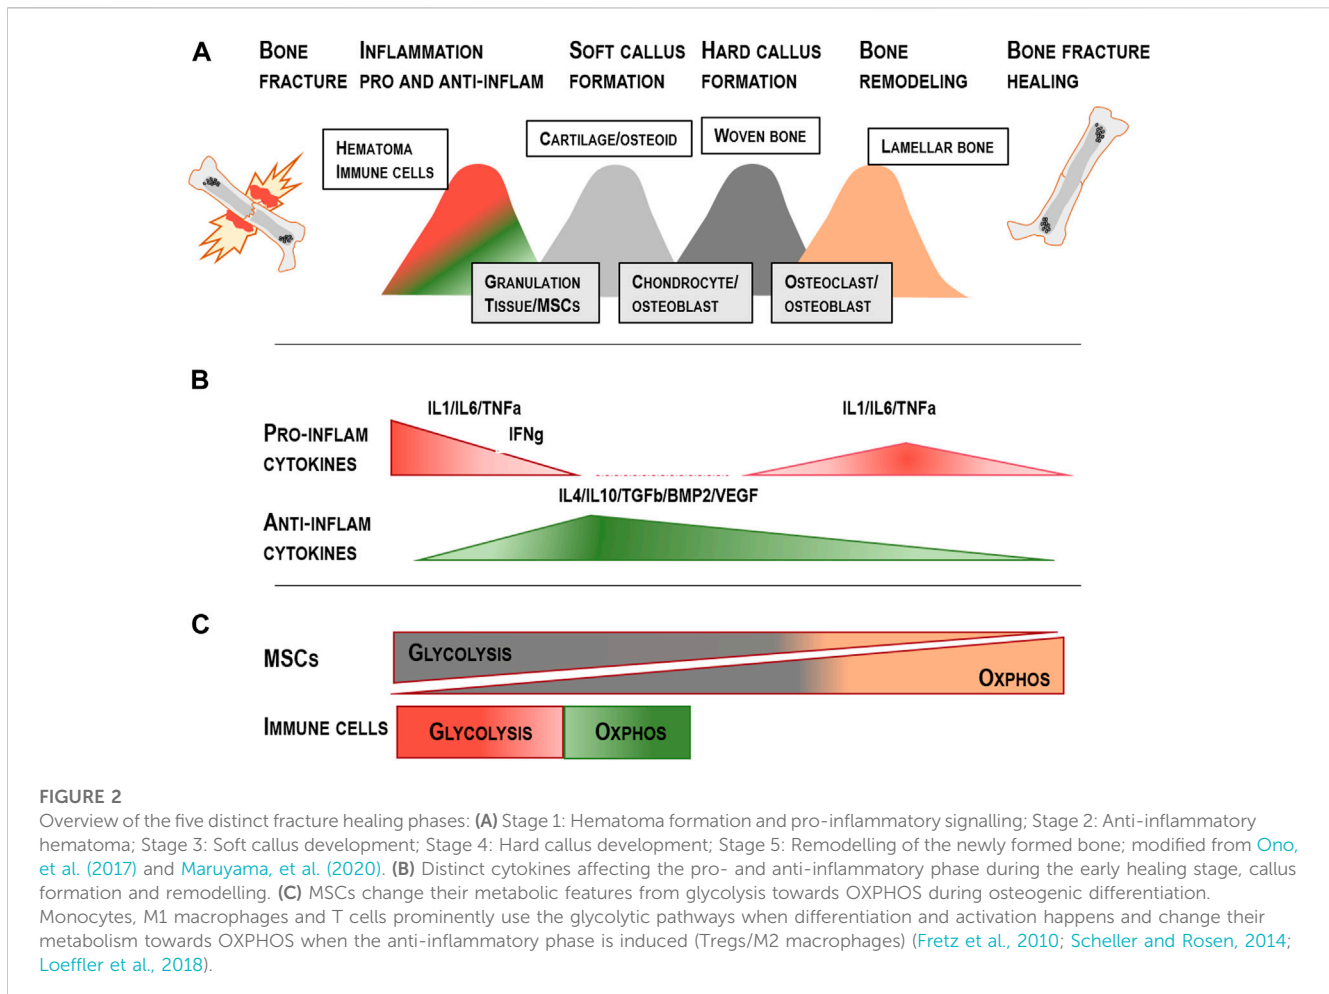 A
BONE
FRACTURE
INFLAMMATION
PRO AND ANTI-INFLAM
SOFT CALLUS
FORMATION
HARD CALLUS
FORMATION
BONE
REMODELING
BONE FRACTURE
HEALING
HEMATOMA
IMMUNE CELLS
CARTILAGE/OSTEOID
WOVEN BONE
LAMELLAR BONE
GRANULATION
TISSUE/MSCS
CHONDROCYTE/
OSTEOBLAST
OSTEOCLAST/
OSTEOBLAST
B
PRO-INFLAM
CYTOKINES
IL1/IL6/TNFa
IFNg
IL1/IL6/TNFa
ANTI-INFLAM
CYTOKINES
IL4/IL10/TGFb/BMP2/VEGF
C
MSCs
GLYCOLYSIS
OXPHOS
IMMUNE CELLS
GLYCOLYSIS
OXPHOS
FIGURE 2
Overview of the five distinct fracture healing phases: (A) Stage 1: Hematoma formation and pro-inflammatory signalling; Stage 2: Anti-inflammatory
hematoma; Stage 3: Soft callus development; Stage 4: Hard callus development; Stage 5: Remodelling of the newly formed bone; modified from Ono,
et al. (2017) and Maruyama, et al. (2020). (B) Distinct cytokines affecting the pro- and anti-inflammatory phase during the early healing stage, callus
formation and remodelling. (C) MSCs change their metabolic features from glycolysis towards OXPHOS during osteogenic differentiation.
Monocytes, M1 macrophages and T cells prominently use the glycolytic pathways when differentiation and activation happens and change their
metabolism towards OXPHOS when the anti-inflammatory phase is induced (Tregs/M2 macrophages) (Fretz et al., 2010; Scheller and Rosen, 2014;
Loeffler et al., 2018).